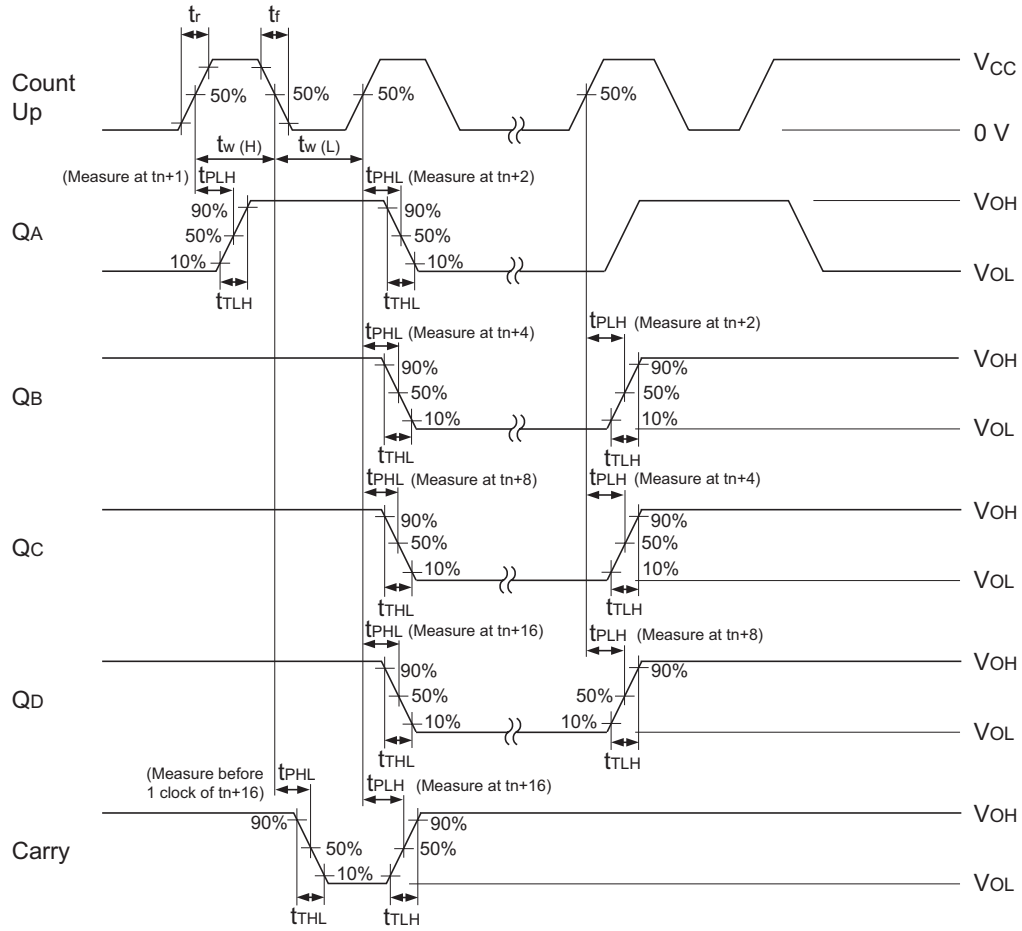 tr tf
Count Up
50% 50% 50% 50%
VCC
0 V
tw (H) tw (L)
(Measure at tn+1) tPLH tPHL (Measure at tn+2)
QA
90% 90%
50% 50%
10% 10%
VOH
VOL
tTLH tTHL
tPHL (Measure at tn+4) tPLH (Measure at tn+2)
QB
90% 90%
50% 50%
10% 10%
VOH
VOL
tTHL tTLH
tPHL (Measure at tn+8) tPLH (Measure at tn+4)
QC
90% 90%
50% 50%
10% 10%
VOH
VOL
tTHL tTLH
tPHL (Measure at tn+16) tPLH (Measure at tn+8)
QD
90% 90%
50% 50%
10% 10%
VOH
VOL
tTHL tTLH
(Measure before
1 clock of tn+16)
tPHL tPLH (Measure at tn+16)
Carry
90% 90%
50% 50%
10%
VOH
VOL
tTHL tTLH